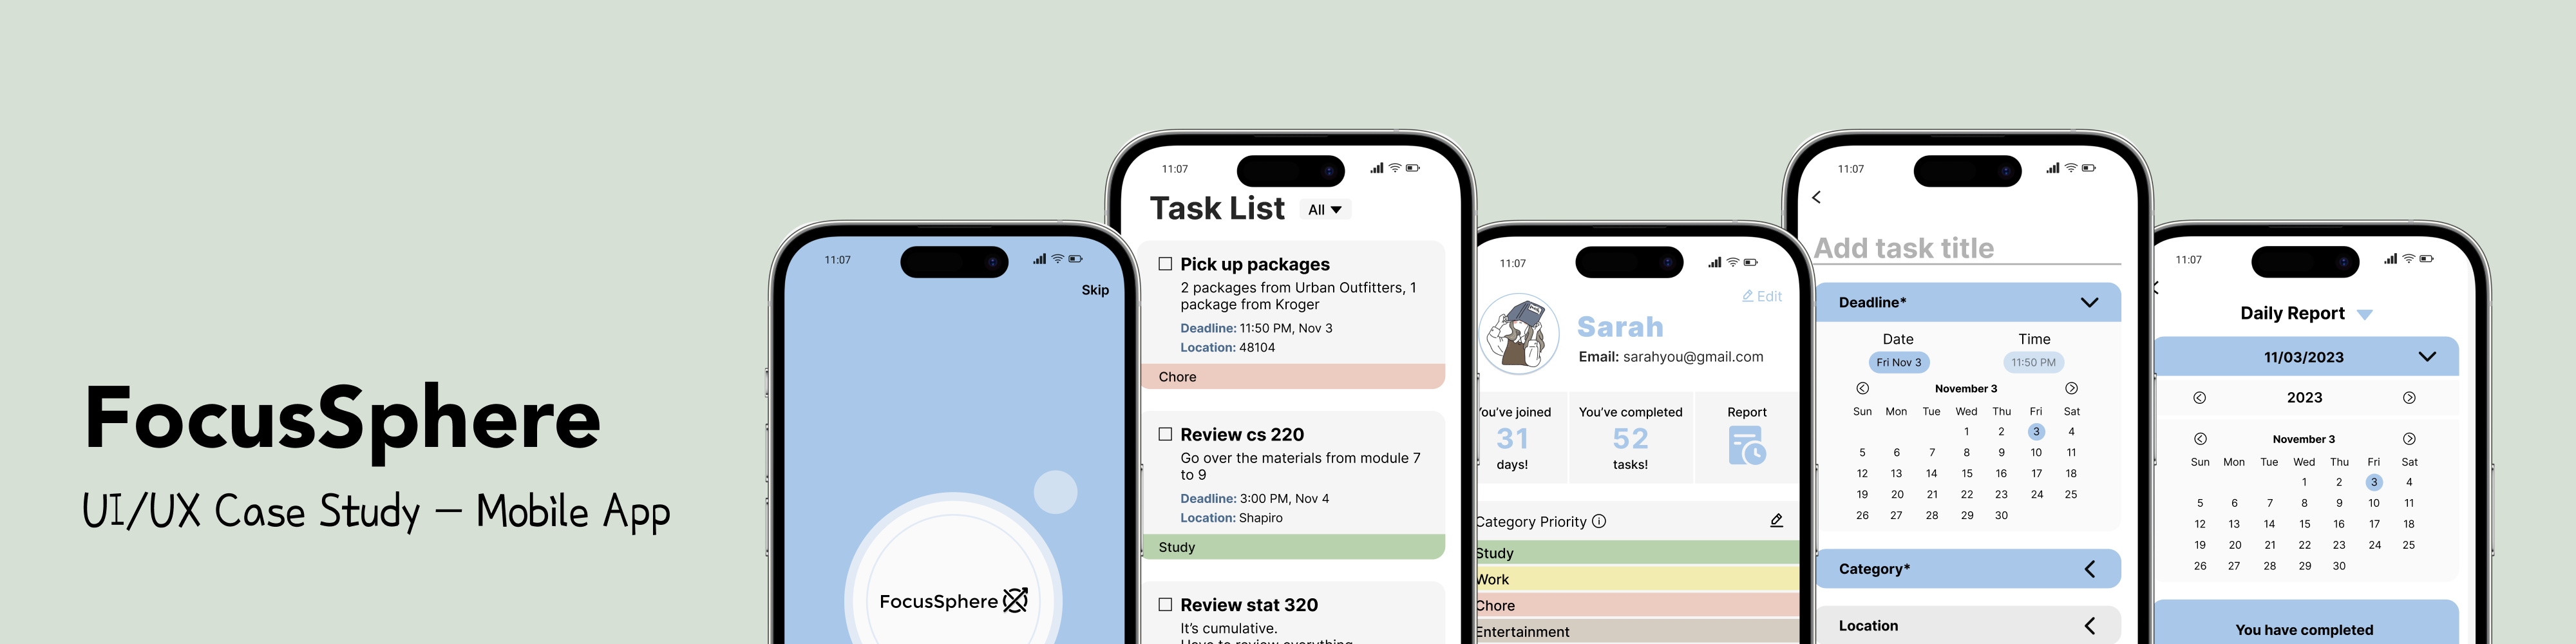 FocusSphere
UI/UX Case Study – Mobile App
11:07
Skip
FocusSphere
11:07
Task List
All
Pick up packages
2 packages from Urban Outfitters, 1
package from Kroger
Deadline: 11:50 PM, Nov 3
Location: 48104
Chore
Review cs 220
Go over the materials from module 7
to 9
Deadline: 3:00 PM, Nov 4
Location: Shapiro
Study
Review stat 320
It's cumulative.
Have to review everything
11:07
Edit
Sarah
Email: sarahyou@gmail.com
You've joined
31
days!
You've completed
52
tasks!
Report
Category Priority
Study
Work
Chore
Entertainment
11:07
Add task title
Deadline*
Date
Time
Fri Nov 3
11:50 PM
November 3
Sun Mon Tue Wed Thu Fri Sat
1 2 3 4
5 6 7 8 9 10 11
12 13 14 15 16 17 18
19 20 21 22 23 24 25
26 27 28 29 30
Category*
Location
11:07
Daily Report
11/03/2023
2023
November 3
Sun Mon Tue Wed Thu Fri Sat
1 2 3 4
5 6 7 8 9 10 11
12 13 14 15 16 17 18
19 20 21 22 23 24 25
26 27 28 29 30
You have completed